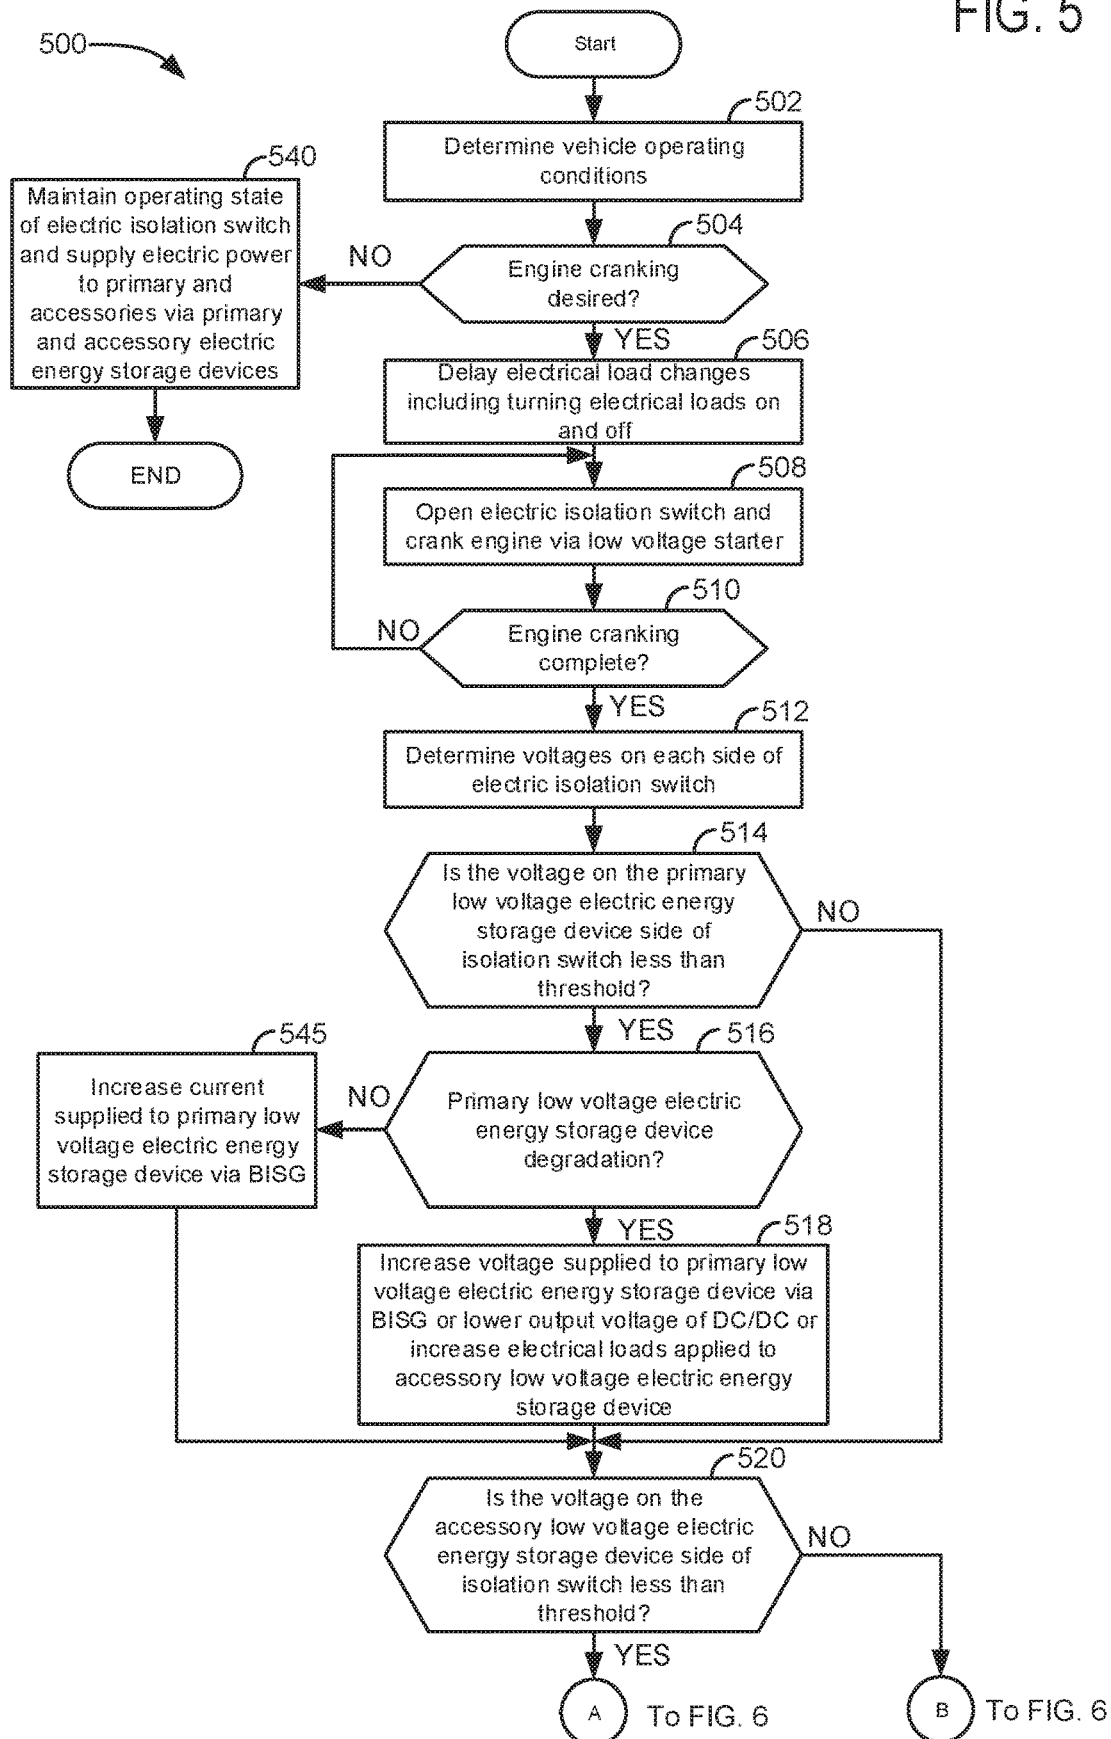 FIG. 5
500
Start
502
Determine vehicle operating
conditions
504
Engine cranking
desired?
NO
540
Maintain operating state
of electric isolation switch
and supply electric power
to primary and
accessories via primary
and accessory electric
energy storage devices
END
YES
506
Delay electrical load changes
including turning electrical loads on
and off
508
Open electric isolation switch and
crank engine via low voltage starter
510
Engine cranking
complete?
NO
YES
512
Determine voltages on each side of
electric isolation switch
514
Is the voltage on the primary
low voltage electric energy
storage device side of
isolation switch less than
threshold?
NO
YES
516
Primary low voltage electric
energy storage device
degradation?
NO
545
Increase current
supplied to primary low
voltage electric energy
storage device via BISG
YES
518
Increase voltage supplied to primary low
voltage electric energy storage device via
BISG or lower output voltage of DC/DC or
increase electrical loads applied to
accessory low voltage electric energy
storage device
520
Is the voltage on the
accessory low voltage electric
energy storage device side of
isolation switch less than
threshold?
NO
YES
A
To FIG. 6
B
To FIG. 6